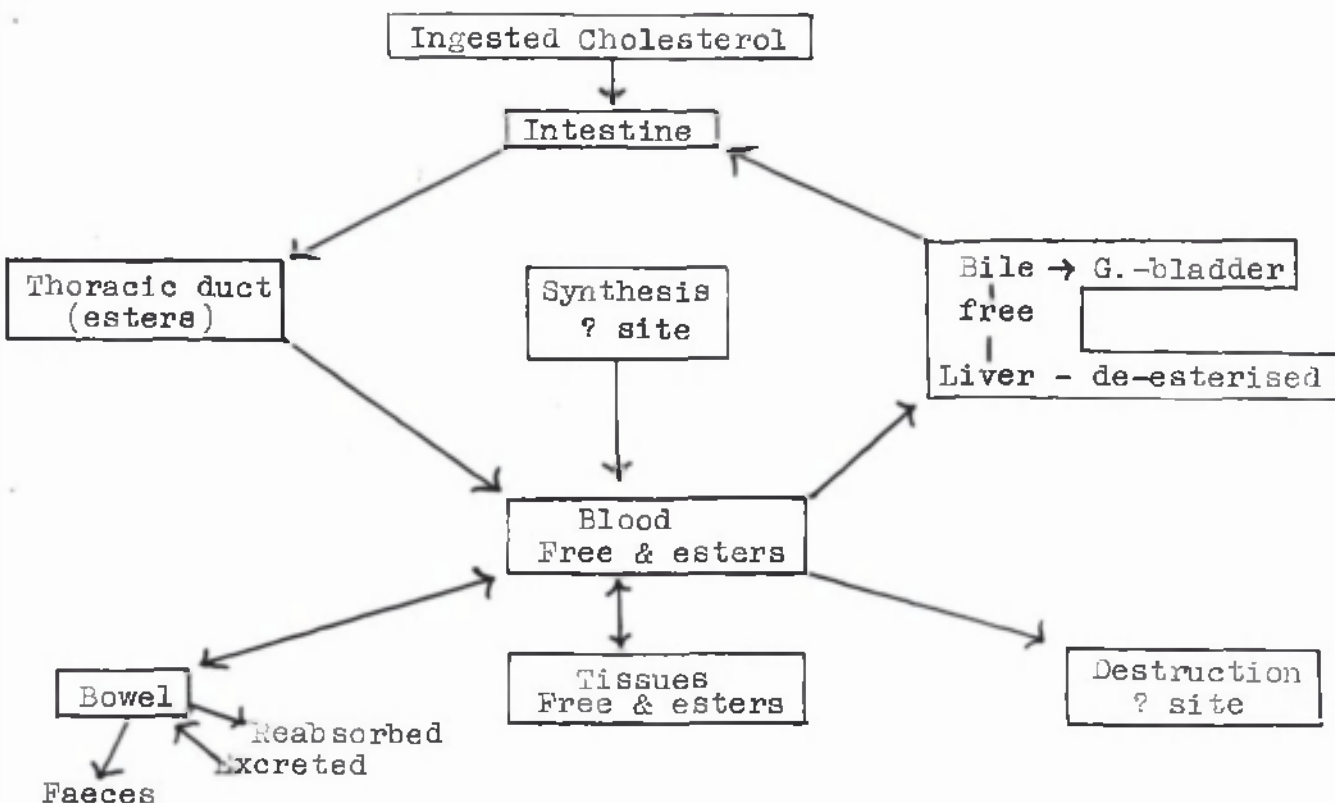 Ingested Cholesterol
Intestine
Thoracic duct
(esters)
Synthesis
? site
Bile → G.-bladder
free
Liver - de-esterised
Blood
Free & esters
Bowel
Reabsorbed
Excreted
Faeces
Tissues
Free & esters
Destruction
? site